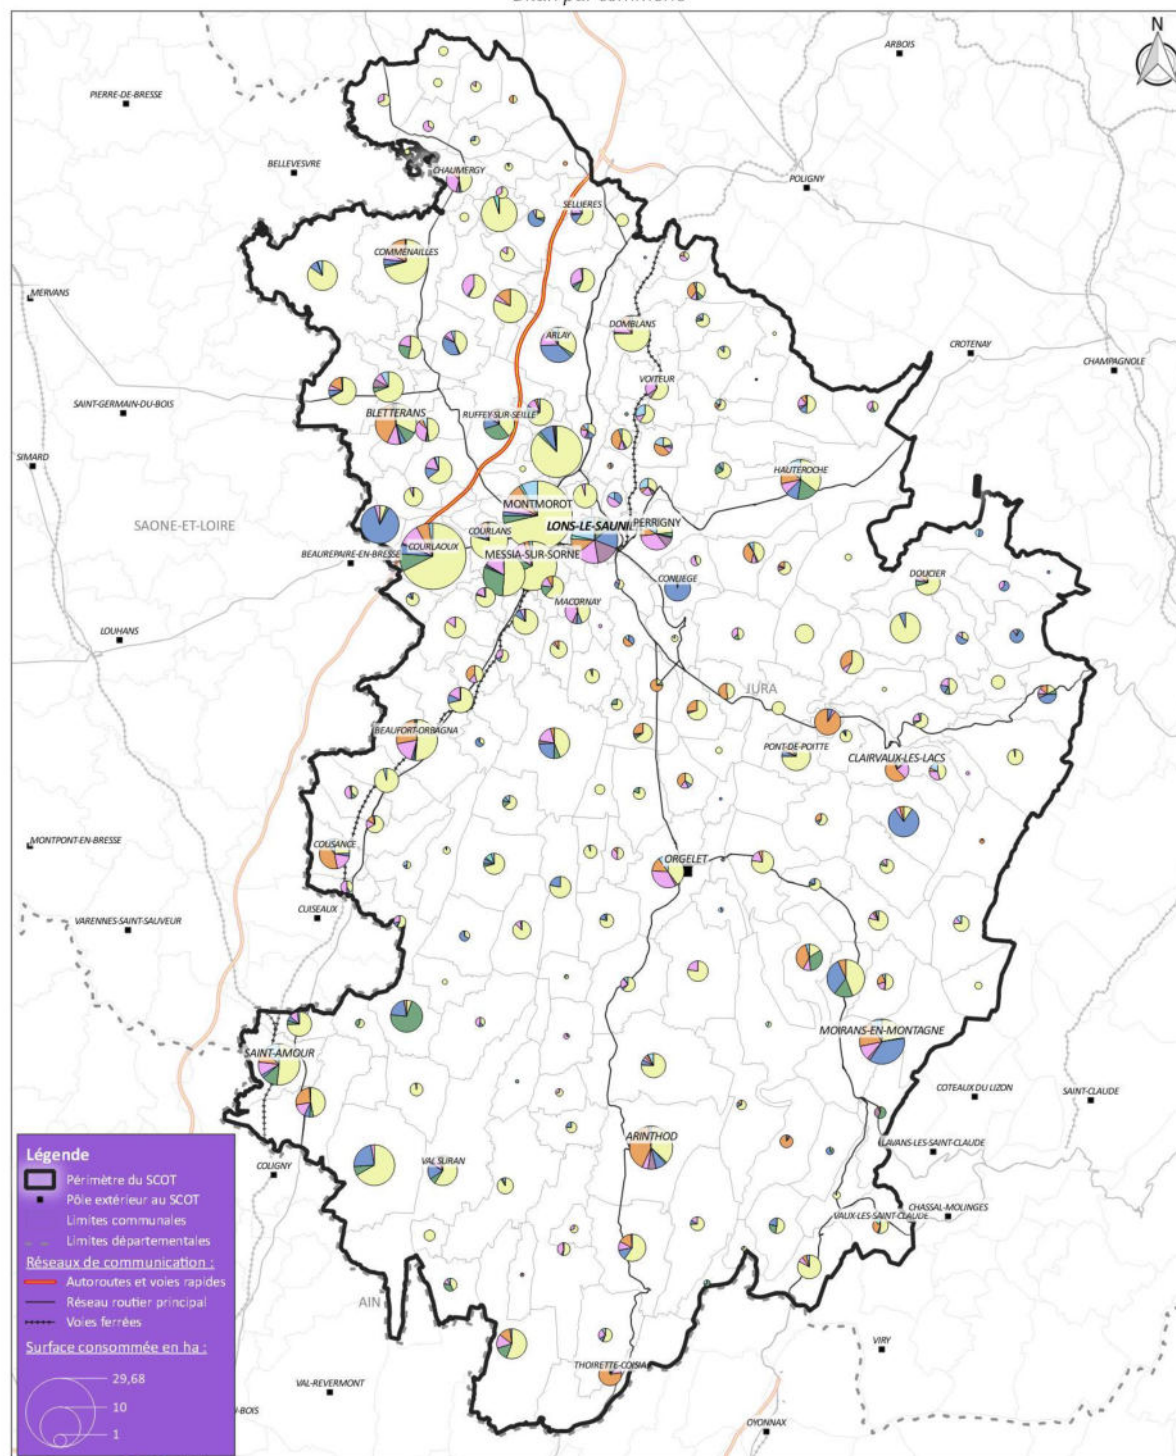 Bilan par commune
N
ARBOIS
PIERRE-DE-BRESSE
BELLEVESVRE
CHAUMERGY
POLIGNY
SELLIERES
COMMENAILLES
MERVANS
DOMBLANS
ARLAY
CROTENAY
CHAMPAGNOLE
VOITEUR
SAINT-GERMAIN-DU-BOIS
BLETTERANS
RUFFEY-SUR-SEILLE
SIMARD
HAUTEROCHE
MONTMOROT
SAONE-ET-LOIRE
COURLANS
LONS-LE-SAUNIE
PERRIGNY
COURLAOUX
BEAUREPAIRE-EN-BRESSE
MESSIA-SUR-SORNE
CONLIEGE
DOUCIER
MACORNAY
LOUHANS
JURA
BEAUFORT-ORBAGNA
PONT-DE-POITTE
CLAIRVAUX-LES-LACS
MONTPONT-EN-BRESSE
COUSANCE
ORGELET
CUISEAUX
VARENNES-SAINT-SAUVEUR
MOIRANS-EN-MONTAGNE
SAINT-AMOUR
COTEAUX DU LIZON
SAINT-CLAUDE
ARINTHOD
LAVANS-LES-SAINT-CLAUDE
COLIGNY
VAL SURAN
CHASSAL-MOLINGES
VAUX-LES-SAINT-CLAUDE
AIN
VIRY
THOIRETTE-COISIA
VAL-REVERMONT
OYONNAX
U-BOIS
Légende
Périmètre du SCOT
Pôle extérieur au SCOT
Limites communales
Limites départementales
Réseaux de communication :
Autoroutes et voies rapides
Réseau routier principal
Voies ferrées
Surface consommée en ha :
29,68
10
1